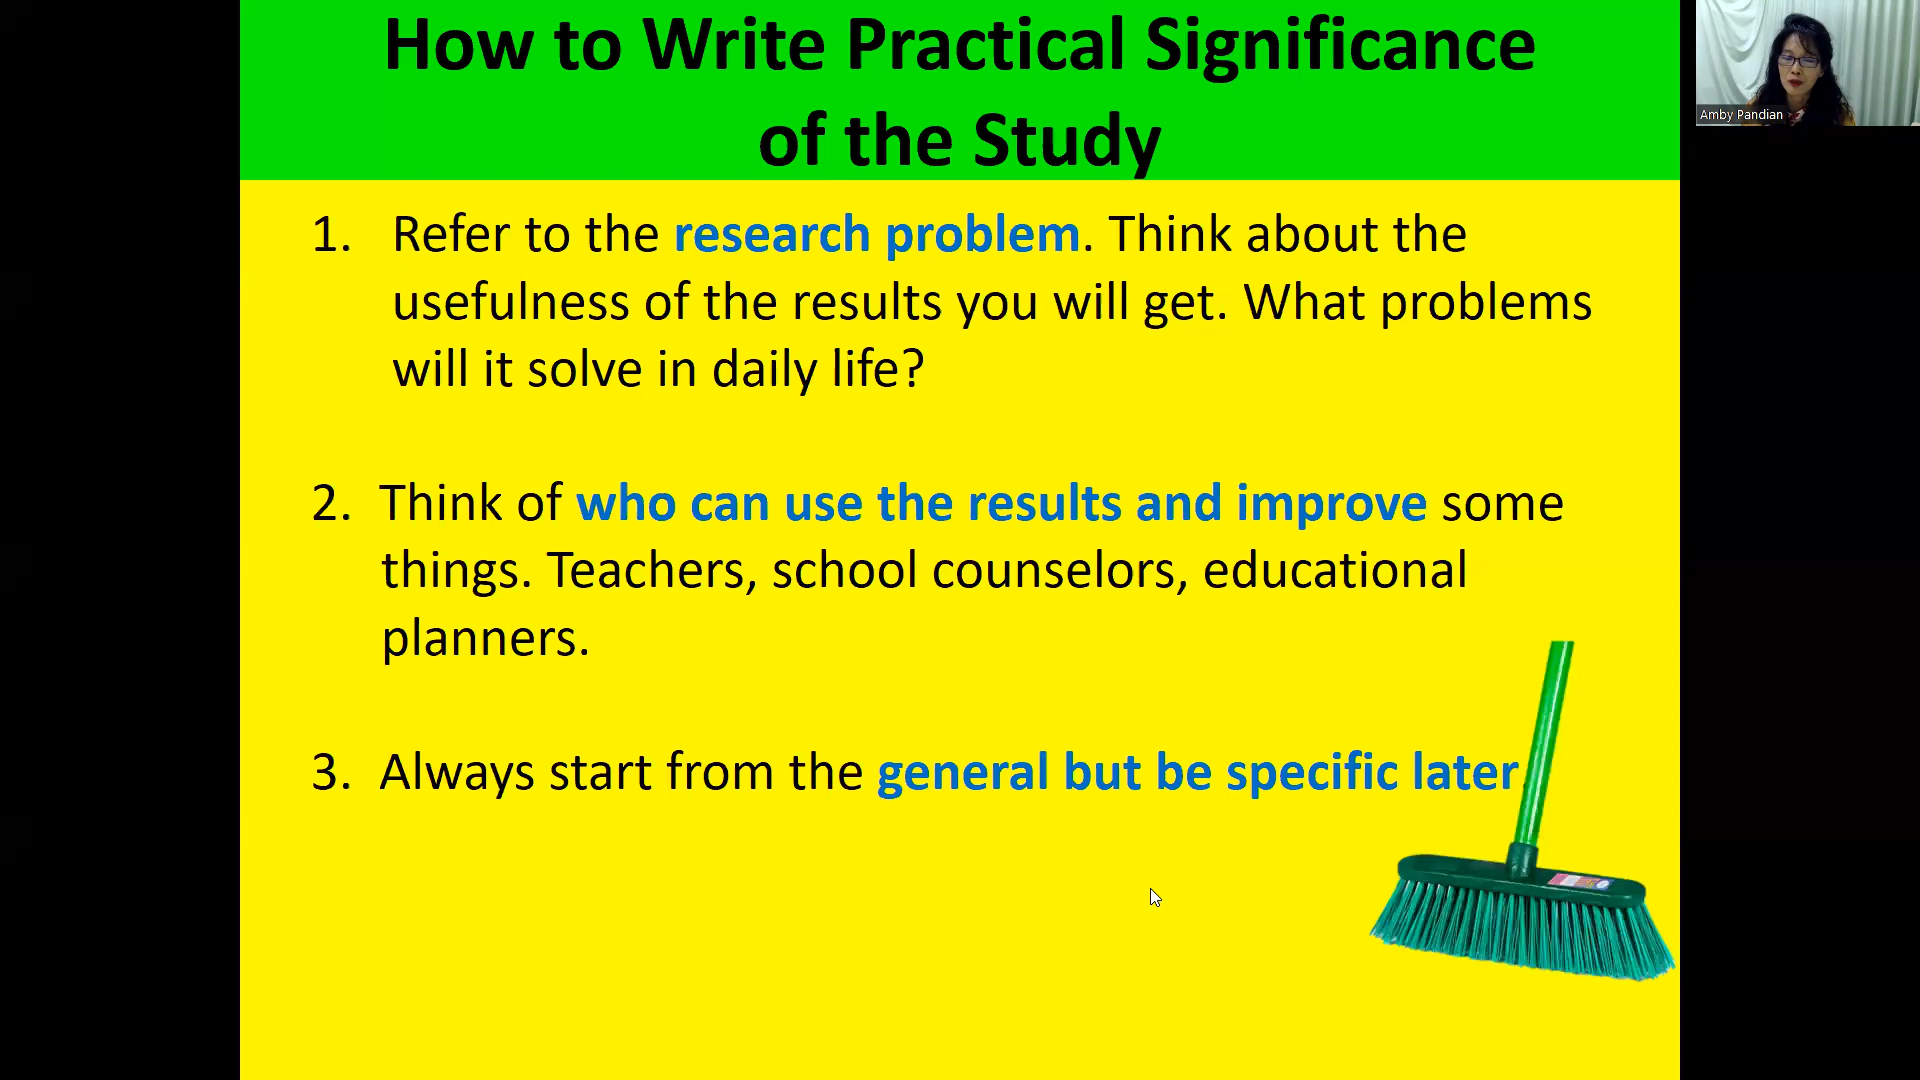 How to Write Practical Significance
of the Study
Amby Pandian
1. Refer to the research problem. Think about the
usefulness of the results you will get. What problems
will it solve in daily life?
2. Think of who can use the results and improve some
things. Teachers, school counselors, educational
planners.
3. Always start from the general but be specific later